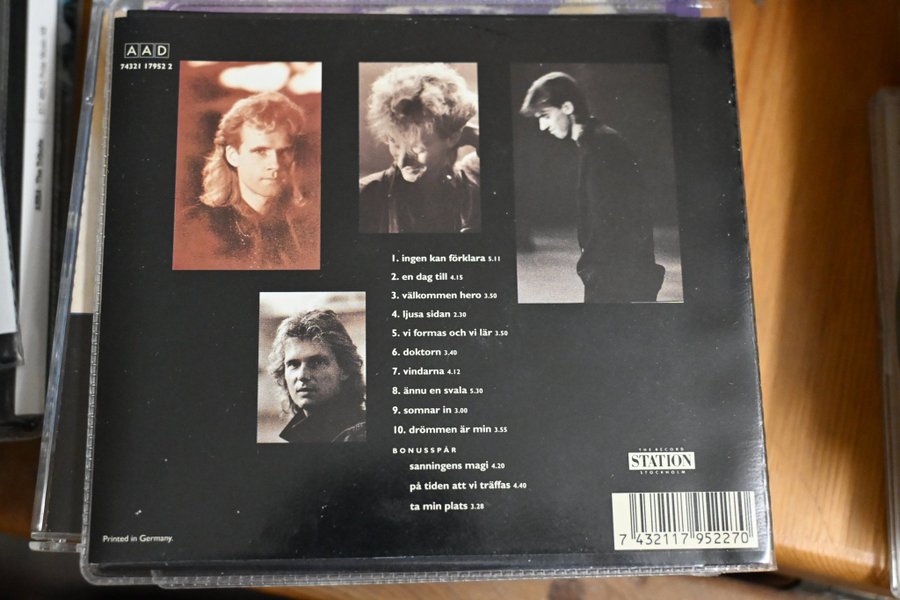 AAD
74321 17952 2
1. ingen kan förklara 5.11
2. en dag till 4.15
3. välkommen hero 3.50
4. ljusa sidan 2.30
5. vi formas och vi lär 3.50
6. doktorn 3,40
7. vindarna 4.12
8. ännu en svala 5.30
9. somnar in 3.00
10. drömmen är min 3.55
BONUSSPÅR
sanningens magi 4.20
på tiden att vi träffas 4.40
ta min plats 3.28
THE RECORD
STATION
STOCKHOLM
7 432117 952270
Printed in Germany.